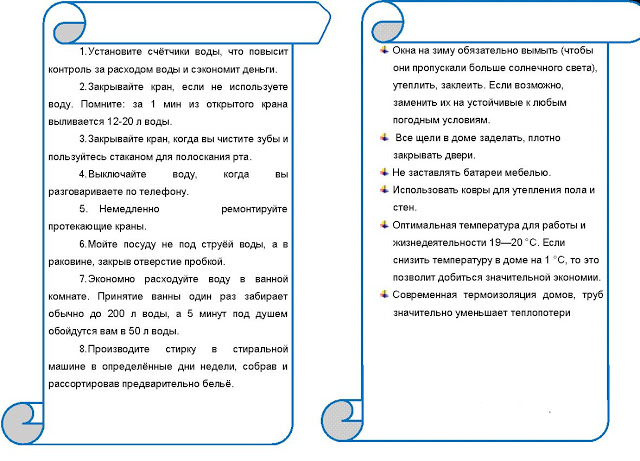 1.Установите счётчики воды, что повысит
контроль за расходом воды и сэкономит деньги.
2.Закрывайте кран, если не используете
воду. Помните: за 1 мин из открытого крана
выливается 12-20 л воды.
3.Закрывайте кран, когда вы чистите зубы и
пользуйтесь стаканом для полоскания рта.
4.Выключайте воду, когда вы
разговариваете по телефону.
5. Немедленно ремонтируйте
протекающие краны.
6.Мойте посуду не под струёй воды, а в
раковине, закрыв отверстие пробкой.
7.Экономно расходуйте воду в ванной
комнате. Принятие ванны один раз забирает
обычно до 200 л воды, а 5 минут под душем
обойдутся вам в 50 л воды.
8.Производите стирку в стиральной
машине в определённые дни недели, собрав и
рассортировав предварительно бельё.
Окна на зиму обязательно вымыть (чтобы
они пропускали больше солнечного света),
утеплить, заклеить. Если возможно,
заменить их на устойчивые к любым
погодным условиям.
Все щели в доме заделать, плотно
закрывать двери.
Не заставлять батареи мебелью.
Использовать ковры для утепления пола и
стен.
Оптимальная температура для работы и
жизнедеятельности 19—20 °С. Если
снизить температуру в доме на 1 °С, то это
позволит добиться значительной экономии.
Современная термоизоляция домов, труб
значительно уменьшает теплопотери